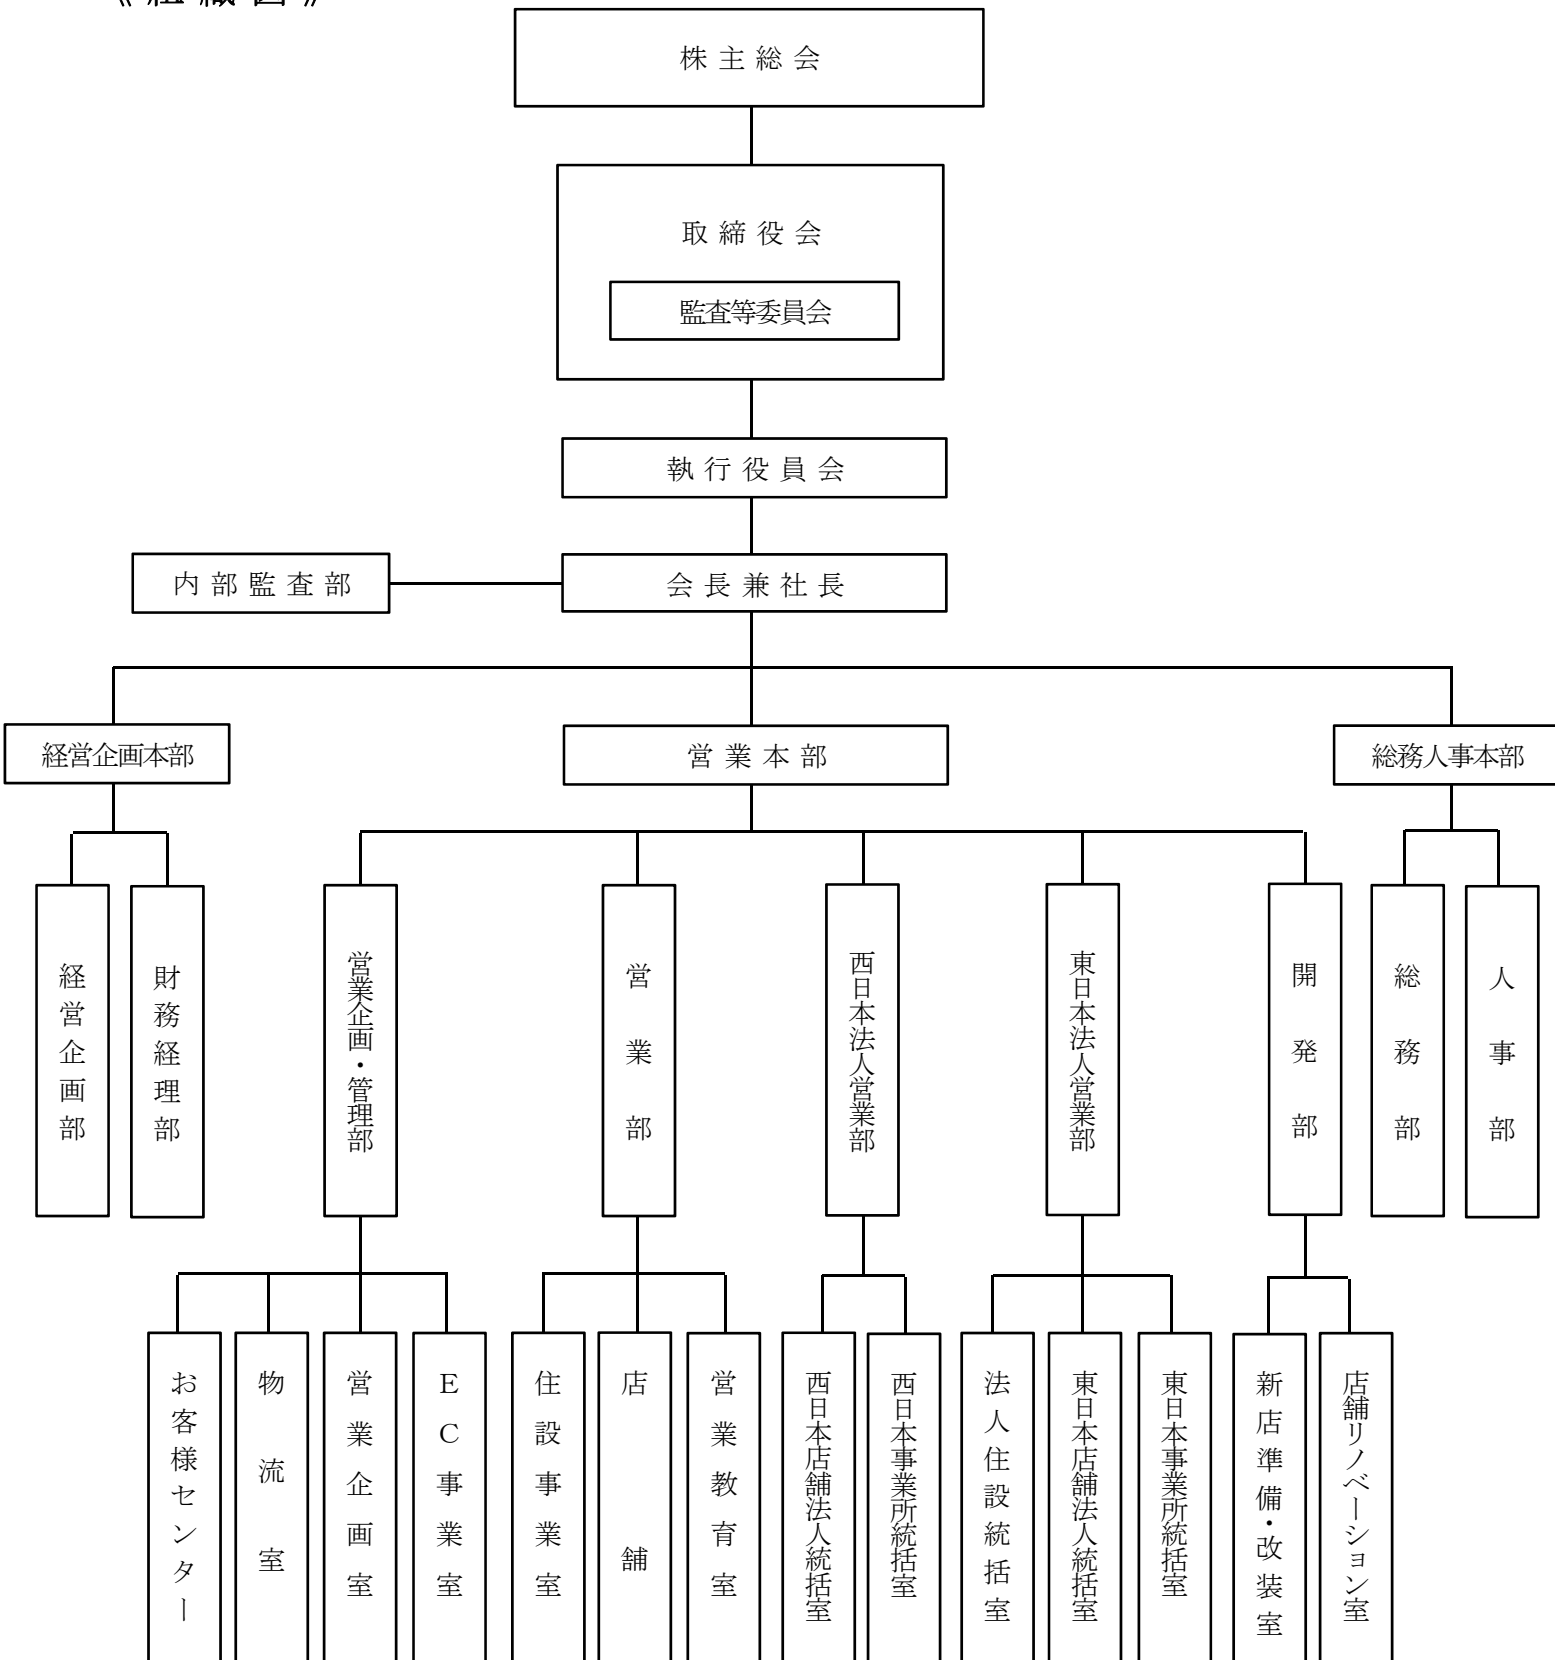 《組織図》
株主総会
取締役会
監査等委員会
執行役員会
内部監査部
会長兼社長
経営企画本部
営業本部
総務人事本部
経営企画部
財務経理部
営業企画・管理部
営業部
西日本法人営業部
東日本法人営業部
開発部
総務部
人事部
お客様センター
物流室
営業企画室
ＥＣ事業室
住設事業室
店舗
営業教育室
西日本店舗法人統括室
西日本事業所統括室
法人住設統括室
東日本店舗法人統括室
東日本事業所統括室
新店準備・改装室
店舗リノベーション室